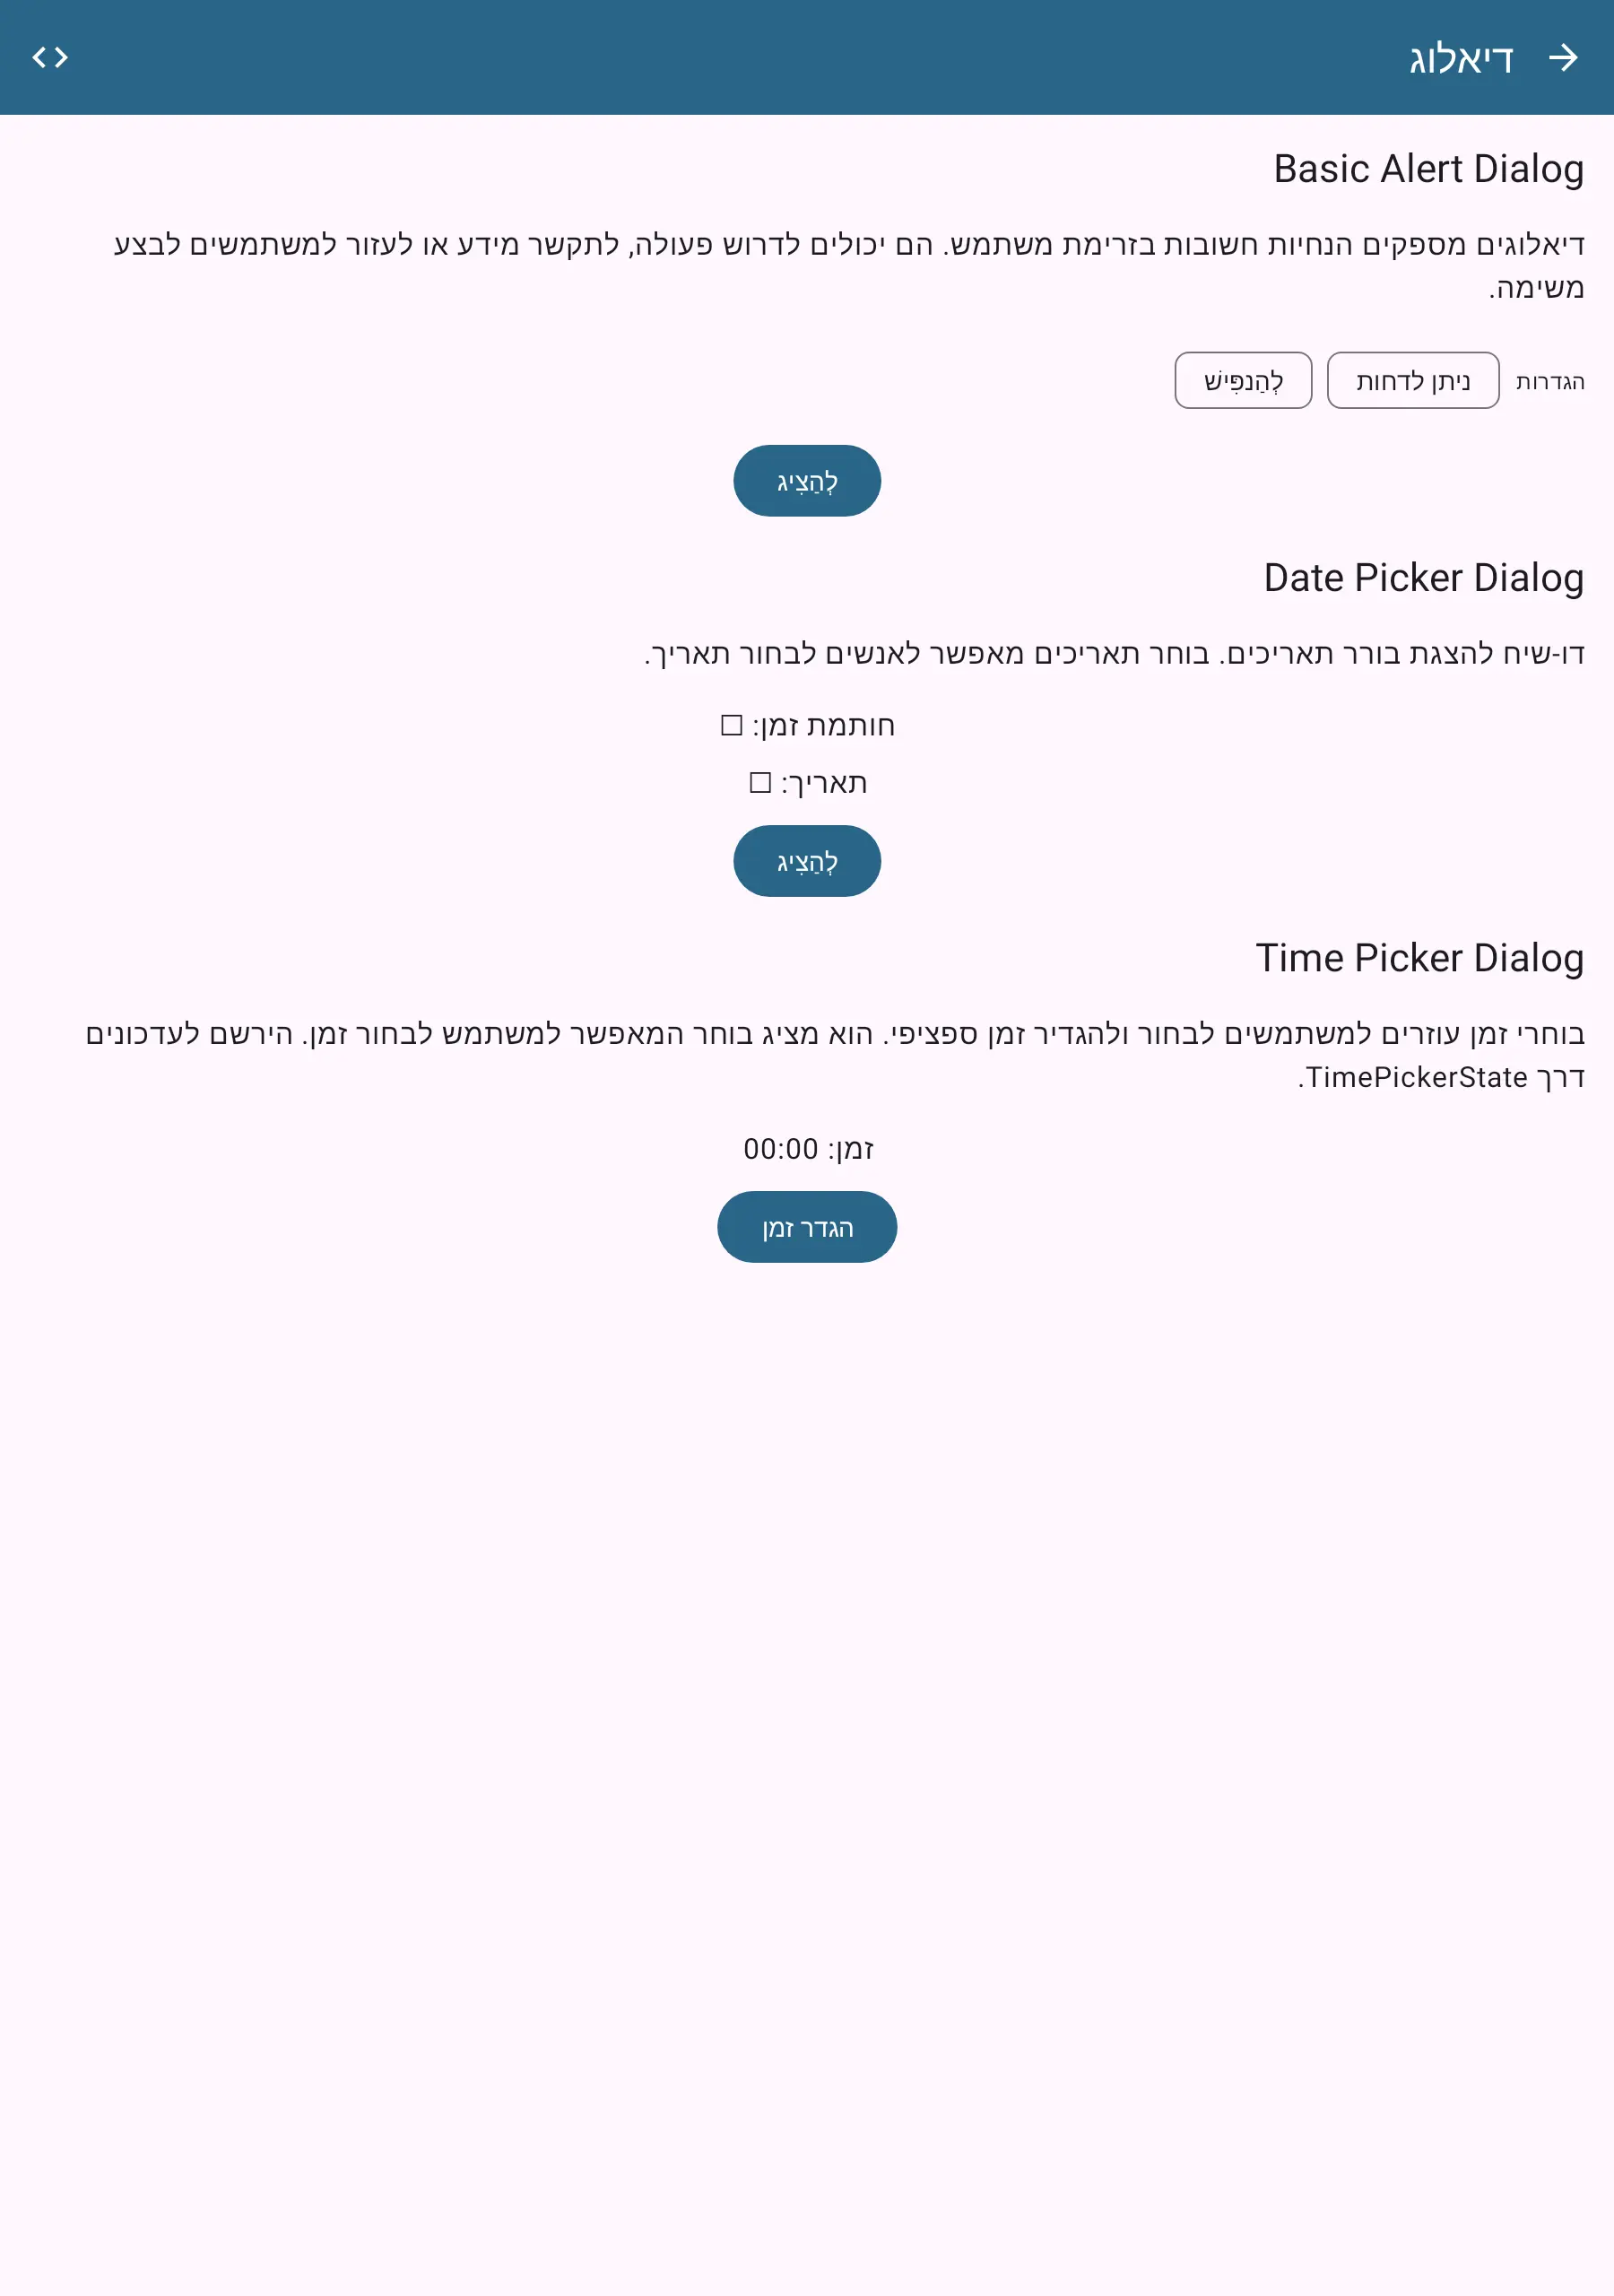 דיאלוג
Basic Alert Dialog
דיאלוגים מספקים הנחיות חשובות בזרימת משתמש. הם יכולים לדרוש פעולה, לתקשר מידע או לעזור למשתמשים לבצע
משימה.
הגדרות ניתן לדחות לְהַנפִּישׁ
לְהַצִיג
Date Picker Dialog
דו-שיח להצגת בורר תאריכים. בוחר תאריכים מאפשר לאנשים לבחור תאריך.
חותמת זמן: ☐
תאריך: ☐
לְהַצִיג
Time Picker Dialog
בוחרי זמן עוזרים למשתמשים לבחור ולהגדיר זמן ספציפי. הוא מציג בוחר המאפשר למשתמש לבחור זמן. הירשם לעדכונים
דרך TimePickerState.
זמן: 00:00
הגדר זמן